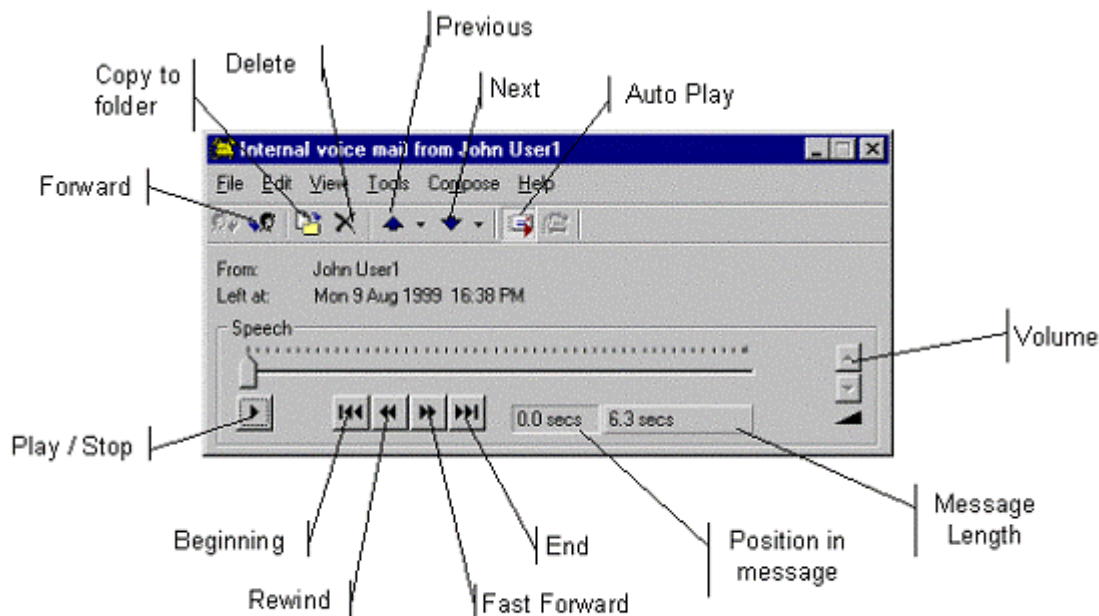 Previous
Delete
Copy to
folder
Next
Auto Play
Internal voice mail from John User1
Forward
File Edit View Tools Compose Help
From: John User1
Left at: Mon 9 Aug 1999 16:38 PM
Speech
Volume
0.0 secs 6.3 secs
Play / Stop
Beginning
End
Position in
message
Message
Length
Rewind
Fast Forward